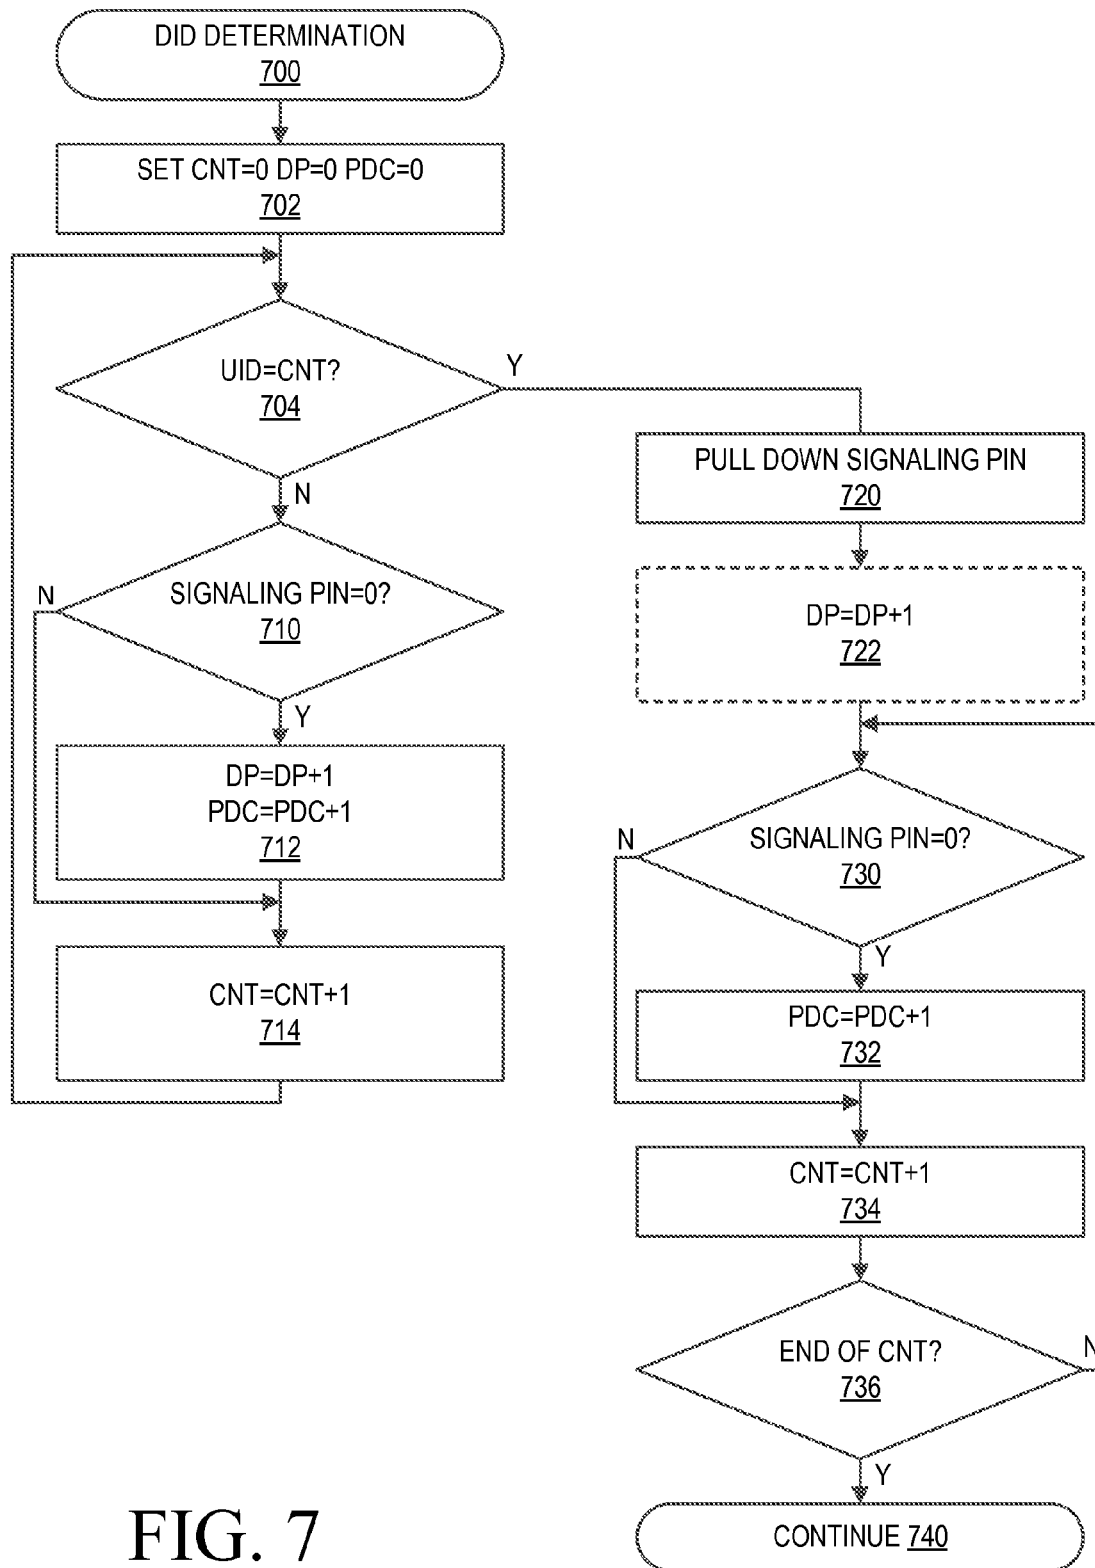 DID DETERMINATION
700
SET CNT=0 DP=0 PDC=0
702
UID=CNT?
704
Y
N
SIGNALING PIN=0?
710
N
Y
DP=DP+1
PDC=PDC+1
712
CNT=CNT+1
714
PULL DOWN SIGNALING PIN
720
DP=DP+1
722
SIGNALING PIN=0?
730
N
Y
PDC=PDC+1
732
CNT=CNT+1
734
END OF CNT?
736
N
Y
CONTINUE 740
FIG. 7